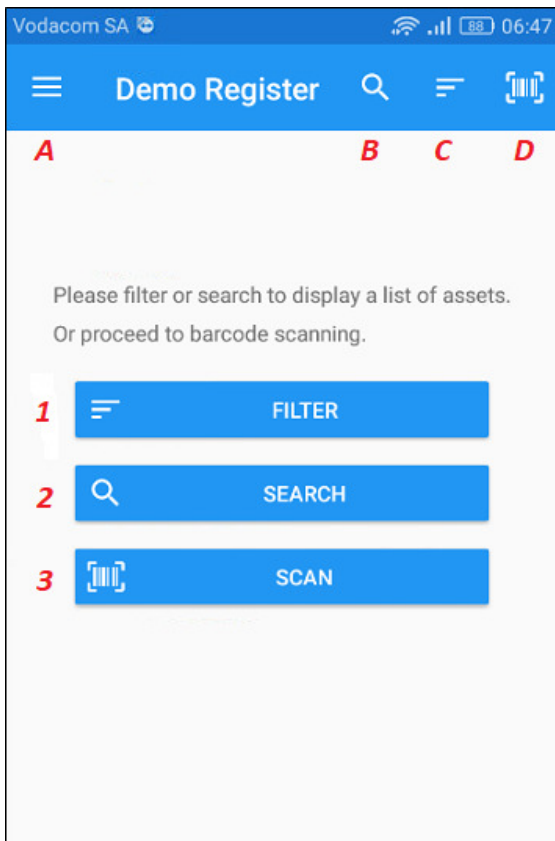 Vodacom SA 88 06:47
Demo Register
A B C D
Please filter or search to display a list of assets.
Or proceed to barcode scanning.
1 FILTER
2 SEARCH
3 SCAN